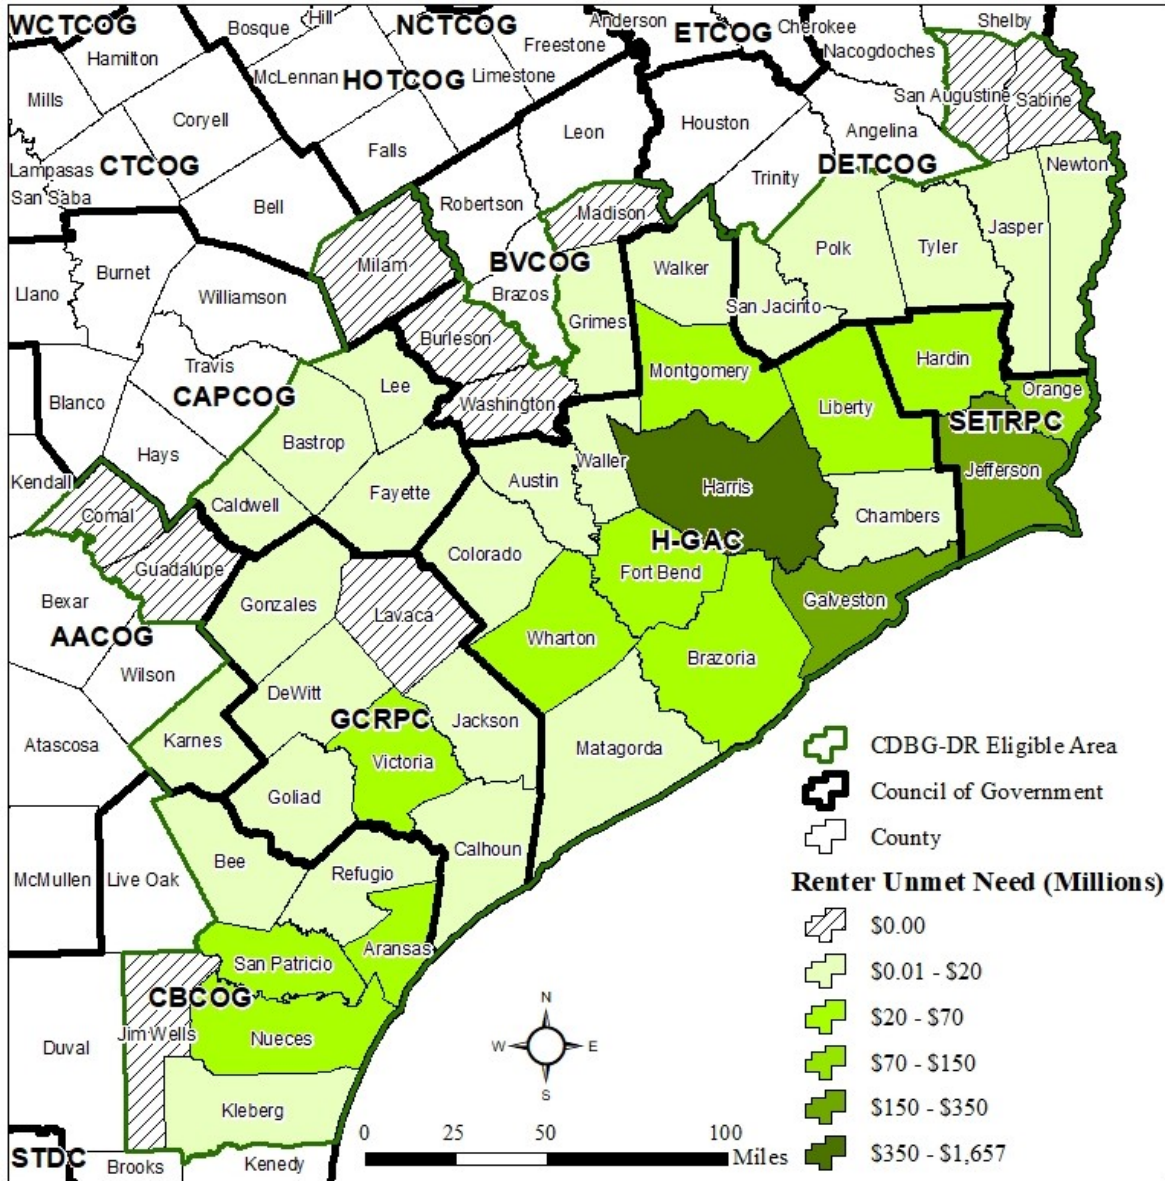 WCTCOG
Hill
Bosque
NCTCOG
Anderson
ETCOG
Cherokee
Shelby
Hamilton
Freestone
Nacogdoches
McLennan
HOTCOG
Limestone
Mills
San Augustine
Sabine
Coryell
Leon
Houston
Angelina
Falls
Lampasas
CTCOG
DETCOG
Newton
San Saba
Trinity
Bell
Robertson
Madison
Jasper
Polk
Tyler
Burnet
Milam
BVCOG
Walker
Llano
Williamson
Brazos
San Jacinto
Grimes
Burleson
Hardin
Travis
Montgomery
Lee
Orange
Blanco
CAPCOG
Washington
Liberty
SETRPC
Bastrop
Hays
Waller
Jefferson
Kendall
Austin
Harris
Fayette
Caldwell
Comal
Chambers
H-GAC
Colorado
Guadalupe
Fort Bend
Bexar
Gonzales
Lavaca
Galveston
AACOG
Wharton
Brazoria
Wilson
DeWitt
GCRPC
Jackson
Karnes
Atascosa
Matagorda
Victoria
Goliad
Calhoun
Bee
Refugio
McMullen
Live Oak
Aransas
San Patricio
CBCOG
Jim Wells
Nueces
Duval
Kleberg
STDC
Brooks
Kenedy
CDBG-DR Eligible Area
Council of Government
County
Renter Unmet Need (Millions)
$0.00
$0.01 - $20
$20 - $70
$70 - $150
$150 - $350
$350 - $1,657
N
W E
S
0 25 50 100
Miles